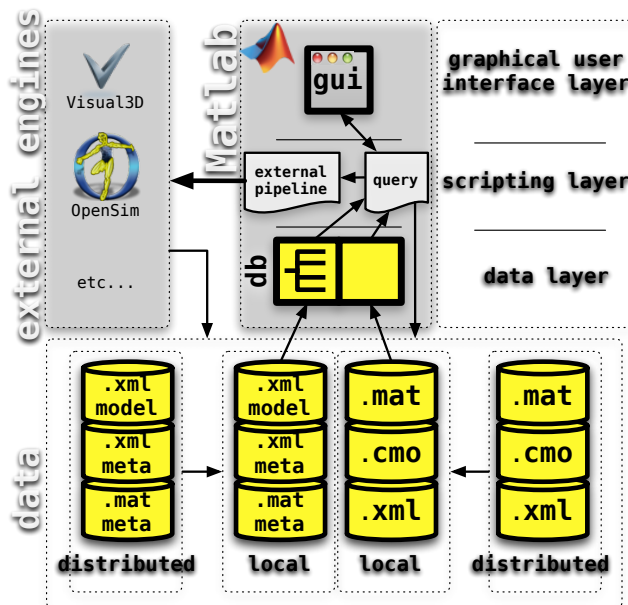 external engines
Visual3D
OpenSim
etc...
Matlab
gui
external
pipeline
query
db
graphical user
interface layer
scripting layer
data layer
data
.xml
model
.xml
meta
.mat
meta
distributed
.xml
model
.xml
meta
.mat
meta
local
.mat
.cmo
.xml
local
.mat
.cmo
.xml
distributed